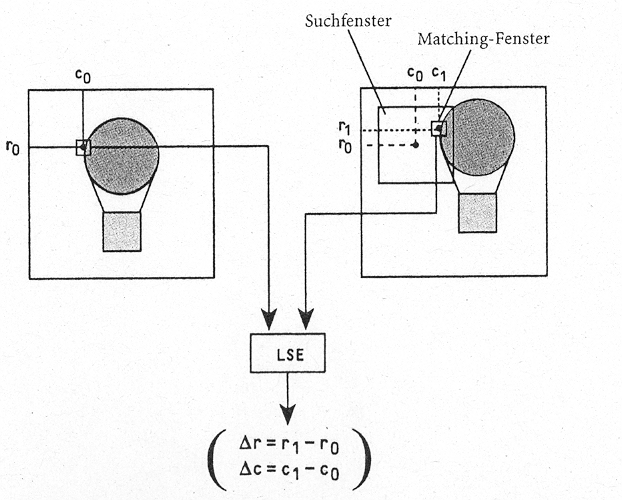 Suchfenster
Matching-Fenster
c0
c0 c1
r0
r1
r0
LSE
Δr = r1 − r0
Δc = c1 − c0